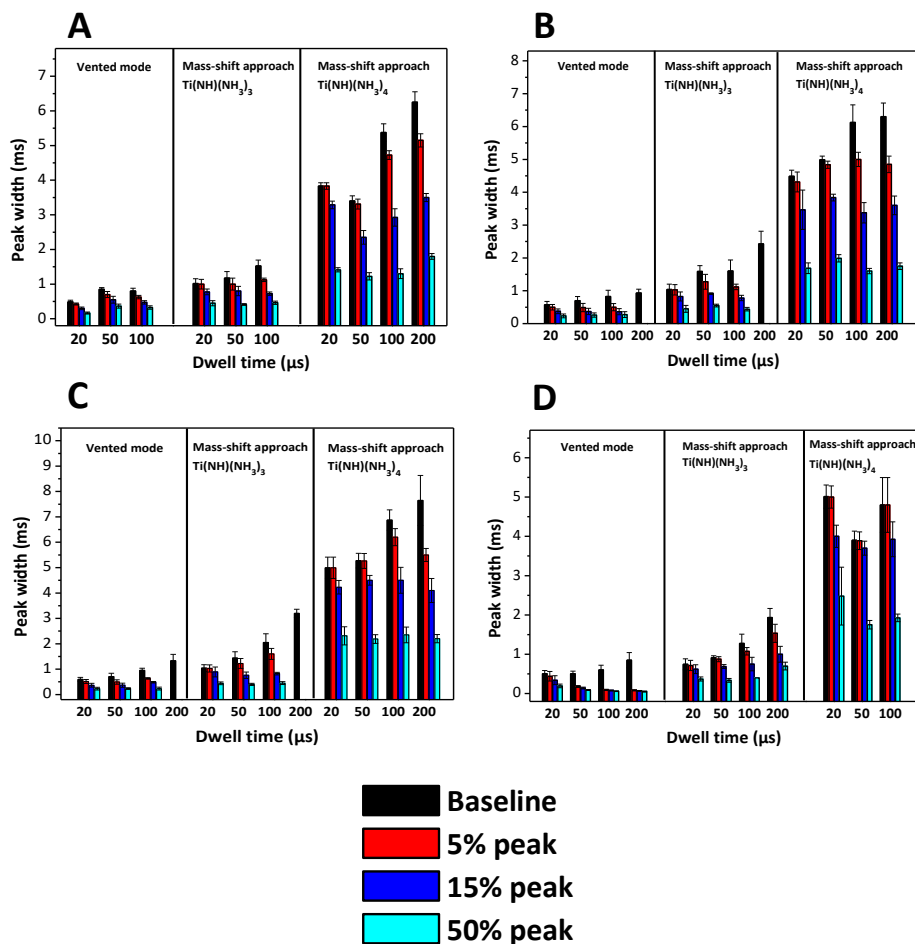 A
Peak width (ms)
7
6
5
4
3
2
1
0
Vented mode
Mass-shift approach
Ti(NH)(NH₃)₃
Mass-shift approach
Ti(NH)(NH₃)₄
20 50 100 20 50 100 20 50 100 200
Dwell time (µs)
B
Peak width (ms)
8
7
6
5
4
3
2
1
0
Vented mode
Mass-shift approach
Ti(NH)(NH₃)₃
Mass-shift approach
Ti(NH)(NH₃)₄
20 50 100 200 20 50 100 200 20 50 100 200
Dwell time (µs)
C
Peak width (ms)
10
9
8
7
6
5
4
3
2
1
0
Vented mode
Mass-shift approach
Ti(NH)(NH₃)₃
Mass-shift approach
Ti(NH)(NH₃)₄
20 50 100 200 20 50 100 200 20 50 100 200
Dwell time (µs)
D
Peak width (ms)
6
5
4
3
2
1
0
Vented mode
Mass-shift approach
Ti(NH)(NH₃)₃
Mass-shift approach
Ti(NH)(NH₃)₄
20 50 100 200 20 50 100 200 20 50 100
Dwell time (µs)
Baseline
5% peak
15% peak
50% peak